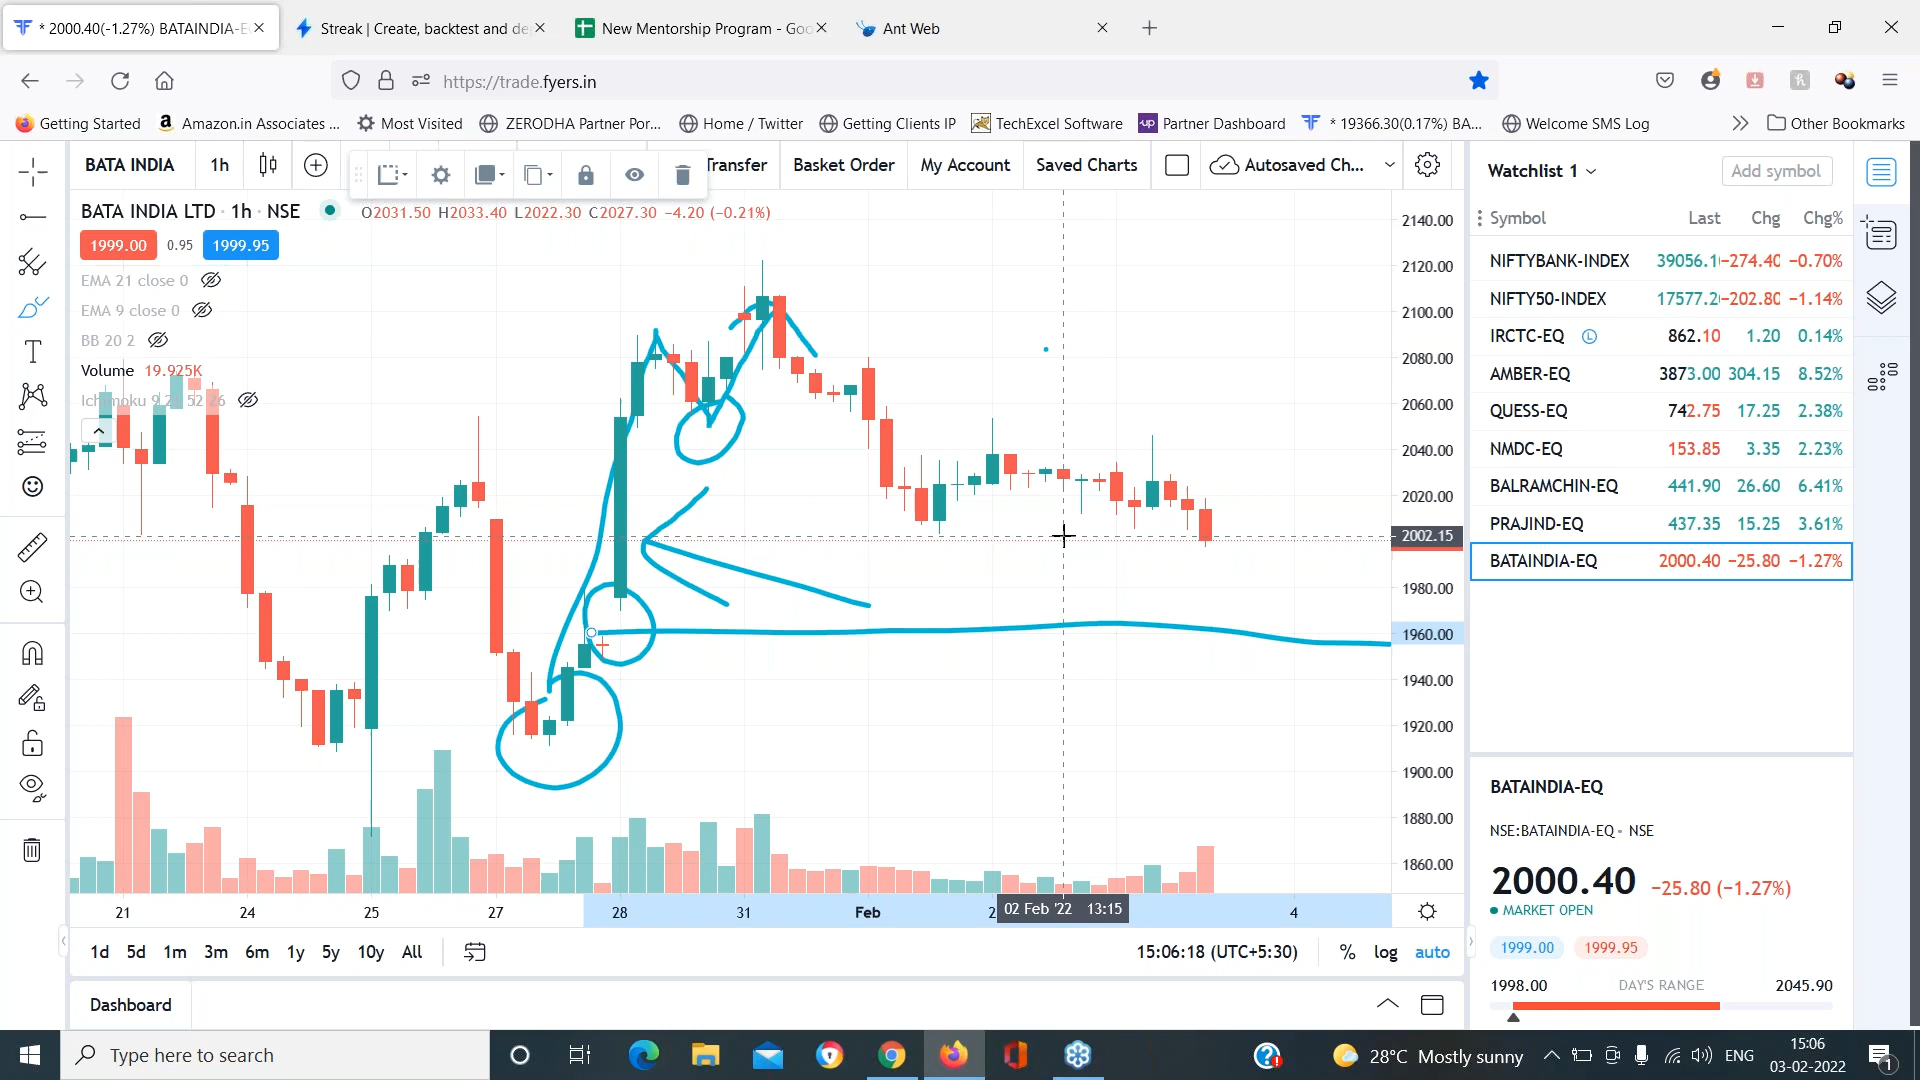 * 2000.40(-1.27%) BATAINDIA-E
Streak | Create, backtest and de
New Mentorship Program - Goo
Ant Web
https://trade.fyers.in
Getting Started
Amazon.in Associates ...
Most Visited
ZERODHA Partner Por...
Home / Twitter
Getting Clients IP
TechExcel Software
up Partner Dashboard
* 19366.30(0.17%) BA...
Welcome SMS Log
Other Bookmarks
BATA INDIA 1h
Transfer
Basket Order
My Account
Saved Charts
Autosaved Ch...
BATA INDIA LTD · 1h · NSE
O2031.50 H2033.40 L2022.30 C2027.30 −4.20 (−0.21%)
1999.00 0.95 1999.95
EMA 21 close 0
EMA 9 close 0
BB 20 2
Volume 19.925K
Ichimoku 9 26 52 26
2140.00
2120.00
2100.00
2080.00
2060.00
2040.00
2020.00
2002.15
1980.00
1960.00
1940.00
1920.00
1900.00
1880.00
1860.00
21 24 25 27 28 31 Feb 2 02 Feb '22 13:15 4
1d 5d 1m 3m 6m 1y 5y 10y All
15:06:18 (UTC+5:30) % log auto
Dashboard
Watchlist 1
Add symbol
Symbol Last Chg Chg%
NIFTYBANK-INDEX 39056.1 −274.40 −0.70%
NIFTY50-INDEX 17577.2 −202.80 −1.14%
IRCTC-EQ L 862.10 1.20 0.14%
AMBER-EQ 3873.00 304.15 8.52%
QUESS-EQ 742.75 17.25 2.38%
NMDC-EQ 153.85 3.35 2.23%
BALRAMCHIN-EQ 441.90 26.60 6.41%
PRAJIND-EQ 437.35 15.25 3.61%
BATAINDIA-EQ 2000.40 −25.80 −1.27%
BATAINDIA-EQ
NSE:BATAINDIA-EQ • NSE
2000.40 −25.80 (−1.27%)
MARKET OPEN
1999.00 1999.95
1998.00 DAY'S RANGE 2045.90
Type here to search
28°C Mostly sunny
ENG
15:06
03-02-2022
1